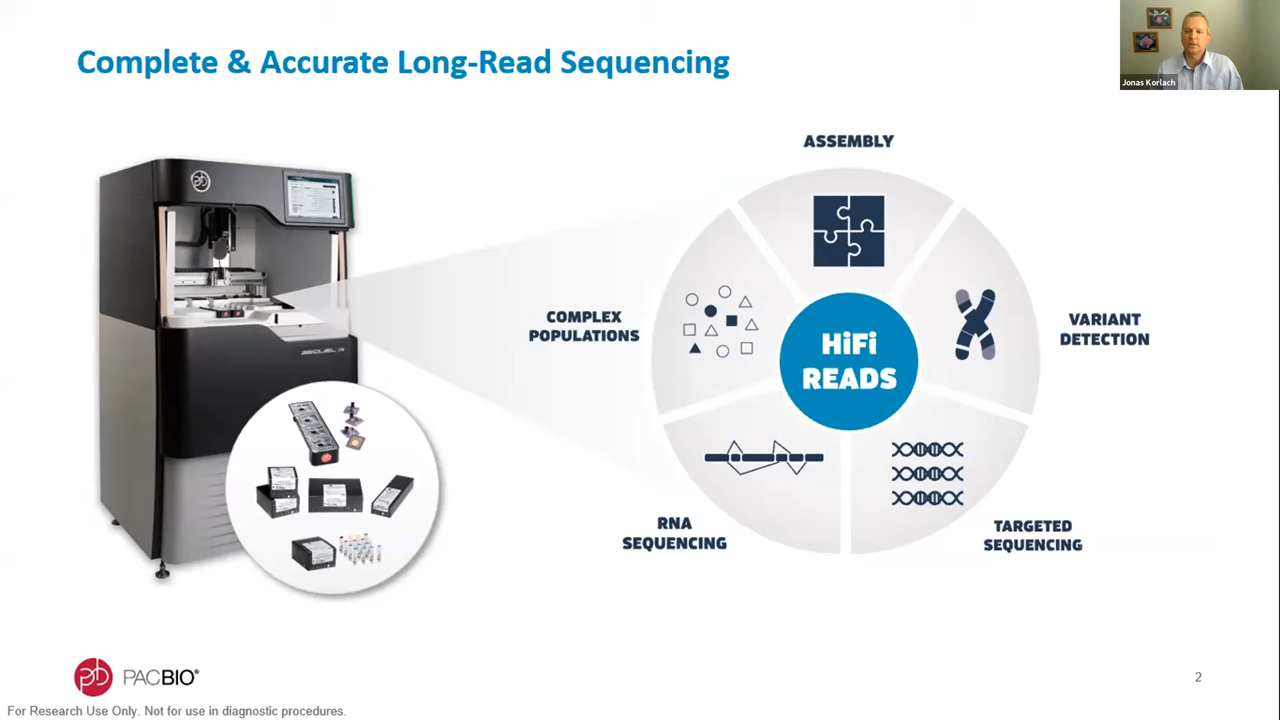 Complete & Accurate Long-Read Sequencing
Jonas Korlach
ASSEMBLY
COMPLEX
POPULATIONS
VARIANT
DETECTION
HiFi
READS
RNA
SEQUENCING
TARGETED
SEQUENCING
pb
PACBIO®
2
For Research Use Only. Not for use in diagnostic procedures.